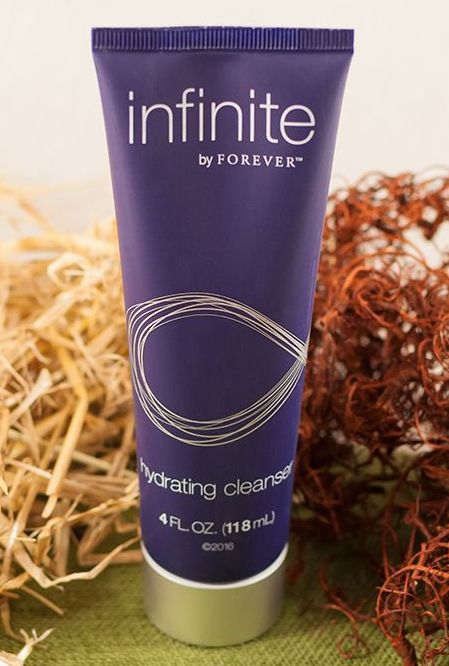 infinite
by FOREVER™
hydrating cleanser
4 FL. OZ. (118 mL)
©2016